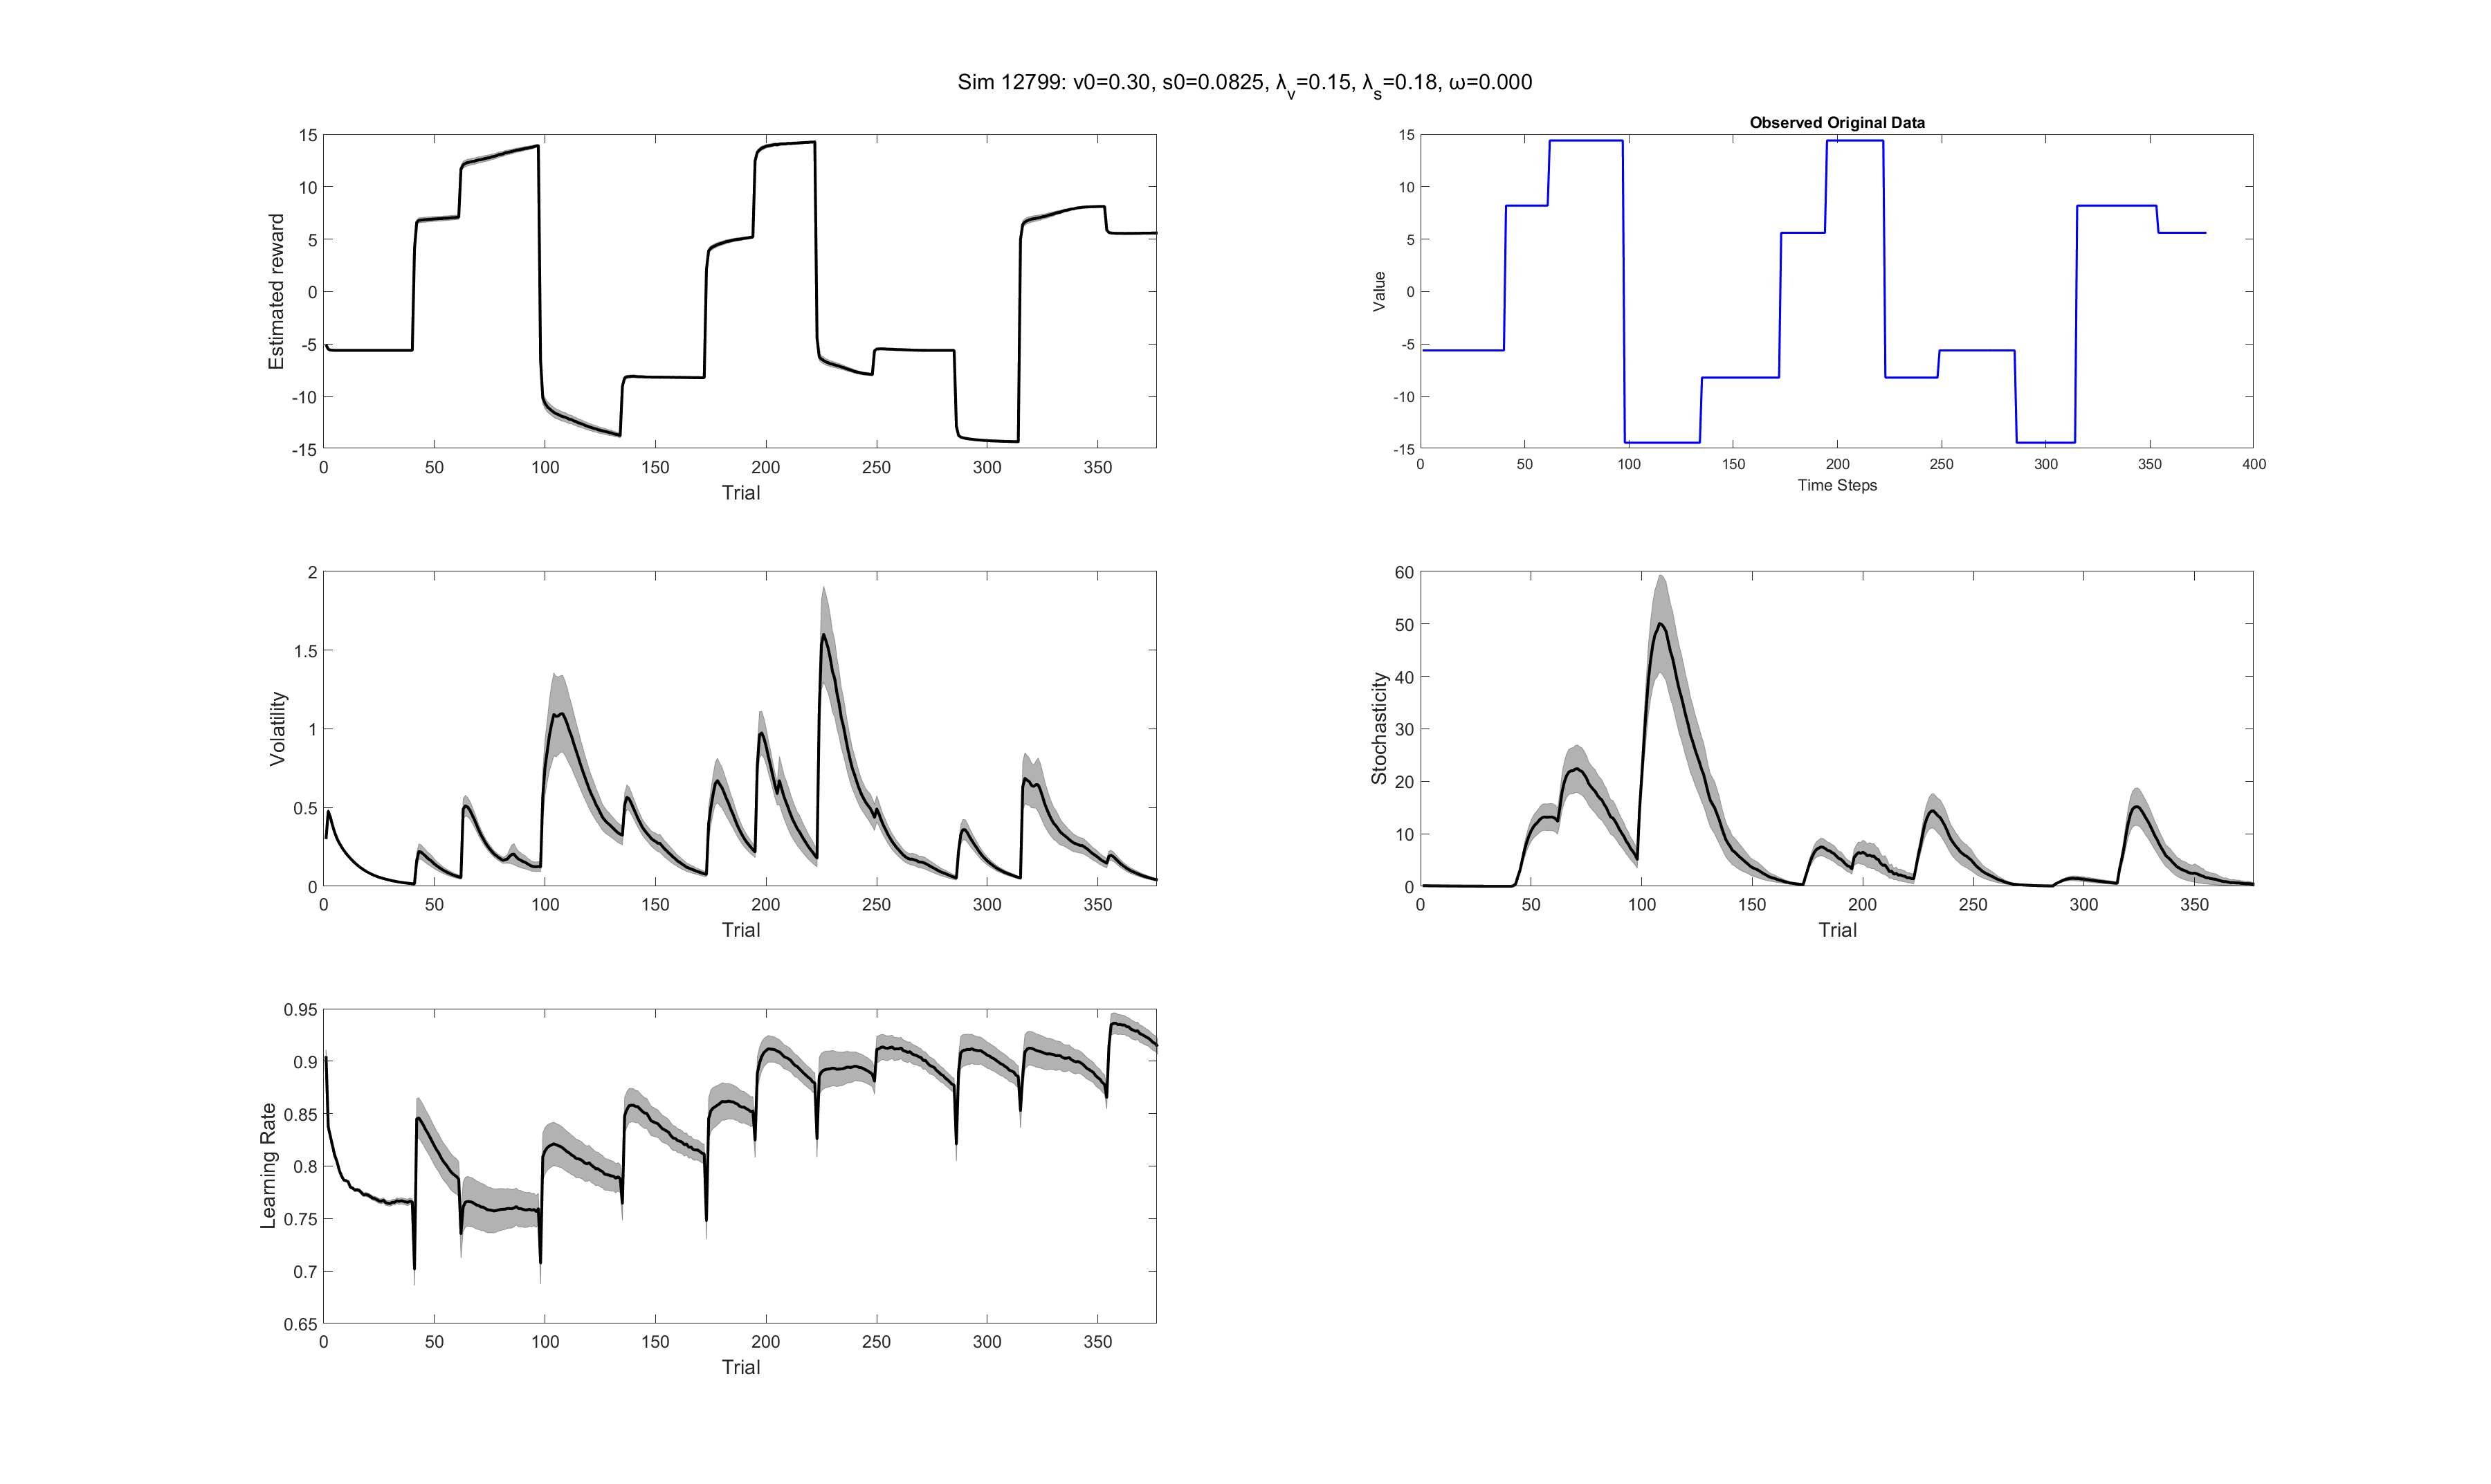 Sim 12799: v0=0.30, s0=0.0825, λv=0.15, λs=0.18, ω=0.000
15
10
5
0
-5
-10
-15
0 50 100 150 200 250 300 350
Estimated reward
Trial
Observed Original Data
15
10
5
0
-5
-10
-15
0 50 100 150 200 250 300 350 400
Value
Time Steps
2
1.5
1
0.5
0
0 50 100 150 200 250 300 350
Volatility
Trial
60
50
40
30
20
10
0
0 50 100 150 200 250 300 350
Stochasticity
Trial
0.95
0.9
0.85
0.8
0.75
0.7
0.65
0 50 100 150 200 250 300 350
Learning Rate
Trial